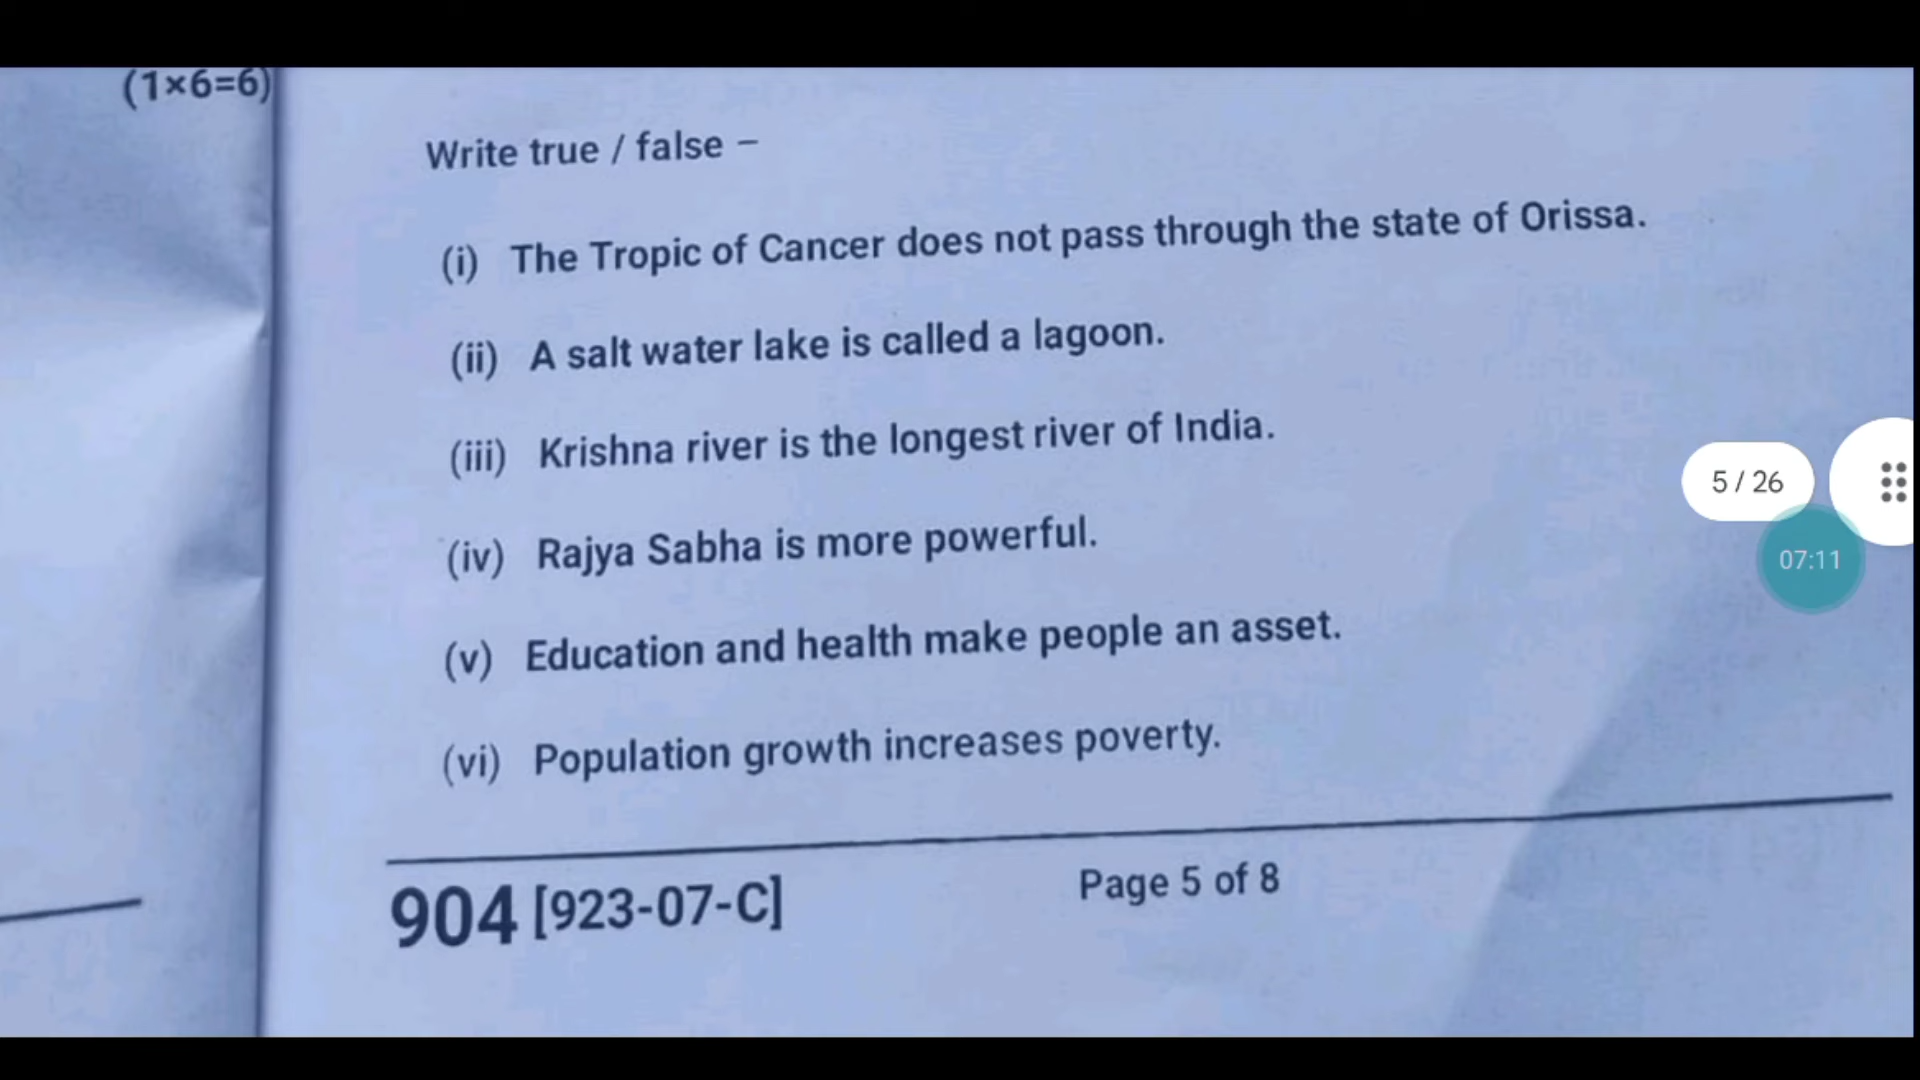 (1×6=6)
Write true / false –
(i) The Tropic of Cancer does not pass through the state of Orissa.
(ii) A salt water lake is called a lagoon.
(iii) Krishna river is the longest river of India.
(iv) Rajya Sabha is more powerful.
(v) Education and health make people an asset.
(vi) Population growth increases poverty.
5 / 26
07:11
904 [923-07-C]
Page 5 of 8